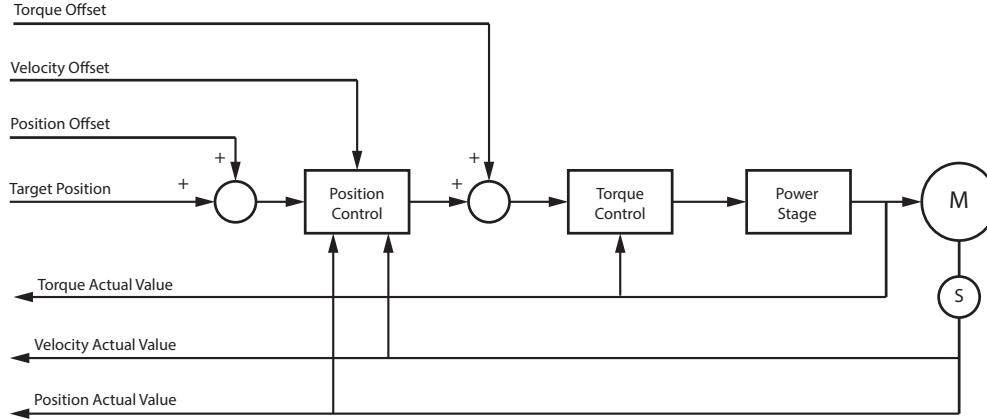 Torque Offset
Velocity Offset
Position Offset
+
+
Target Position
+
Position
Control
+
+
Torque
Control
Power
Stage
M
Torque Actual Value
S
Velocity Actual Value
Position Actual Value